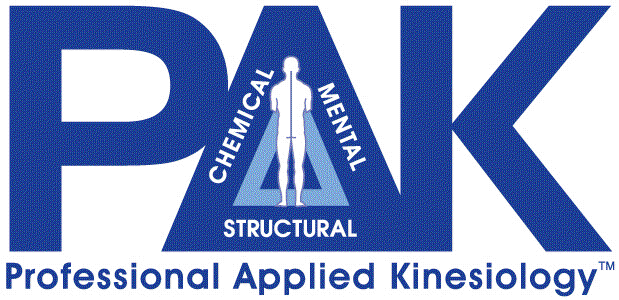 PAK
CHEMICAL
MENTAL
STRUCTURAL
Professional Applied Kinesiology™